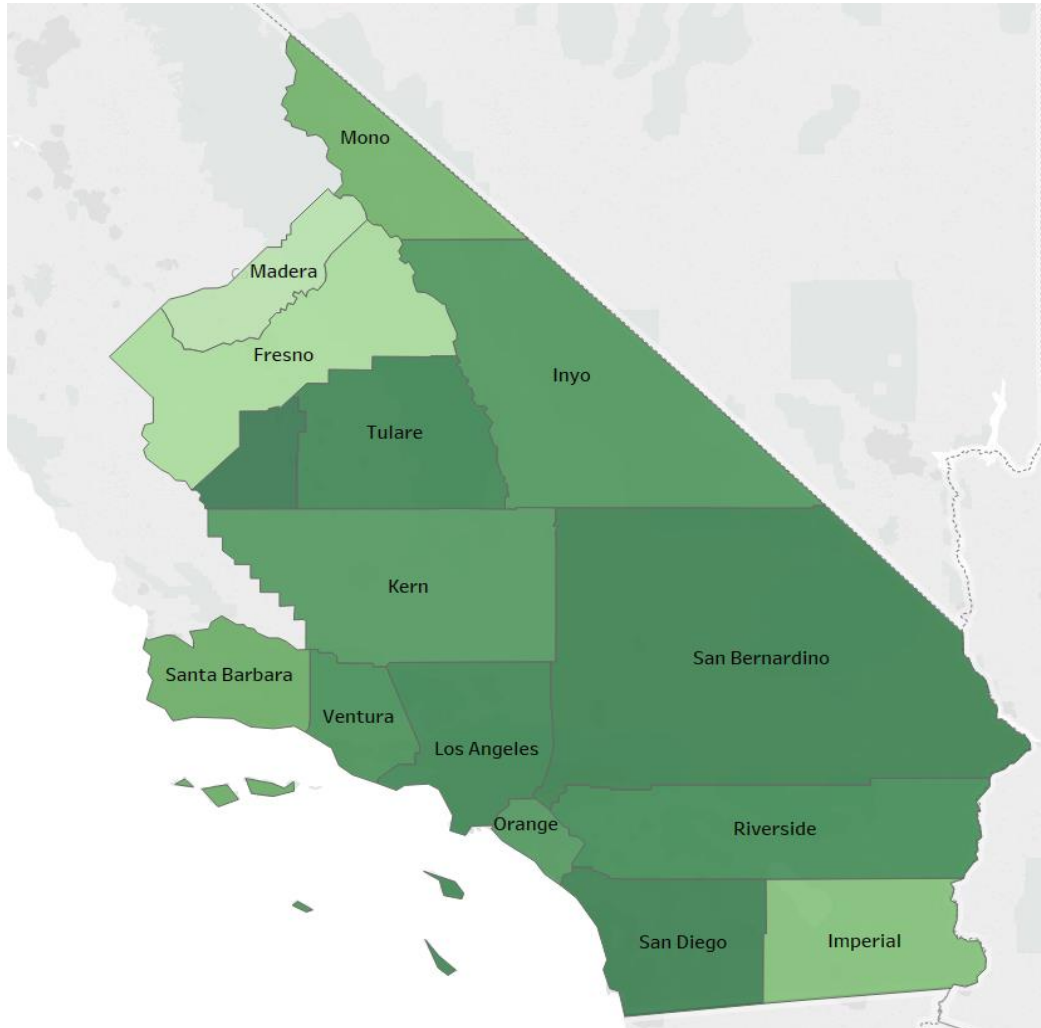 Mono
Madera
Fresno
Inyo
Tulare
Kern
San Bernardino
Santa Barbara
Ventura
Los Angeles
Orange
Riverside
San Diego
Imperial